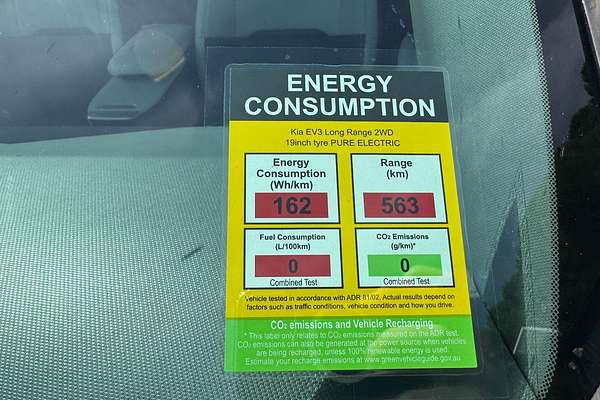 ENERGY
CONSUMPTION
Kia EV3 Long Range 2WD
19inch tyre PURE ELECTRIC
Energy
Consumption
(Wh/km)
162
Range
(km)
563
Fuel Consumption
(L/100km)
0
Combined Test
CO₂ Emissions
(g/km)*
0
Combined Test
Vehicle tested in accordance with ADR 81/02. Actual results depend on
factors such as traffic conditions, vehicle condition and how you drive.
CO₂ emissions and Vehicle Recharging
* This label only relates to CO₂ emissions measured on the ADR test.
CO₂ emissions can also be generated at the power source when vehicles
are being recharged, unless 100% renewable energy is used.
Estimate your recharge emissions at www.greenvehicleguide.gov.au